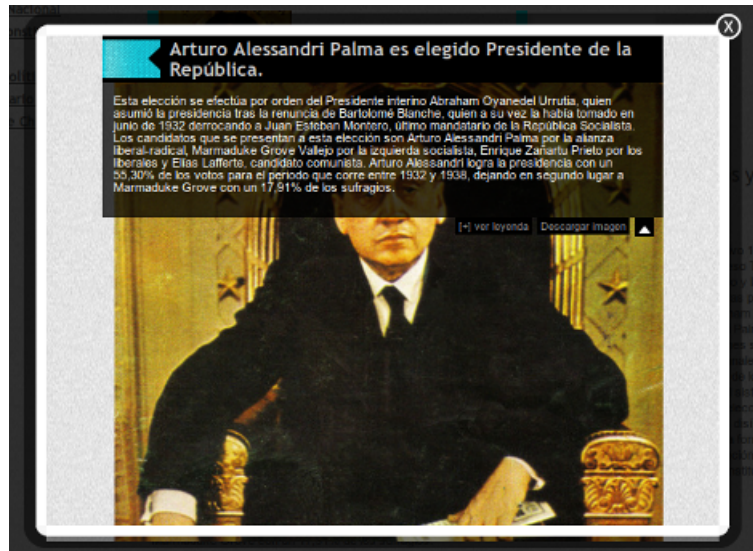 Nacional
Arturo Alessandri Palma es elegido Presidente de la
República.
Esta elección se efectúa por orden del Presidente interino Abraham Oyanedel Urrutia, quien
asumió la presidencia tras la renuncia de Bartolomé Blanche, quien a su vez la había tomado en
junio de 1932 derrocando a Juan Esteban Montero, último mandatario de la República Socialista.
Los candidatos que se presentan a esta elección son Arturo Alessandri Palma por la alianza
liberal-radical, Marmaduke Grove Vallejo por la izquierda socialista, Enrique Zañartu Prieto por los
liberales y Elías Lafferte, candidato comunista. Arturo Alessandri logra la presidencia con un
55,30% de los votos para el periodo que corre entre 1932 y 1938, dejando en segundo lugar a
Marmaduke Grove con un 17,91% de los sufragios.
[+] ver leyenda Descargar imagen